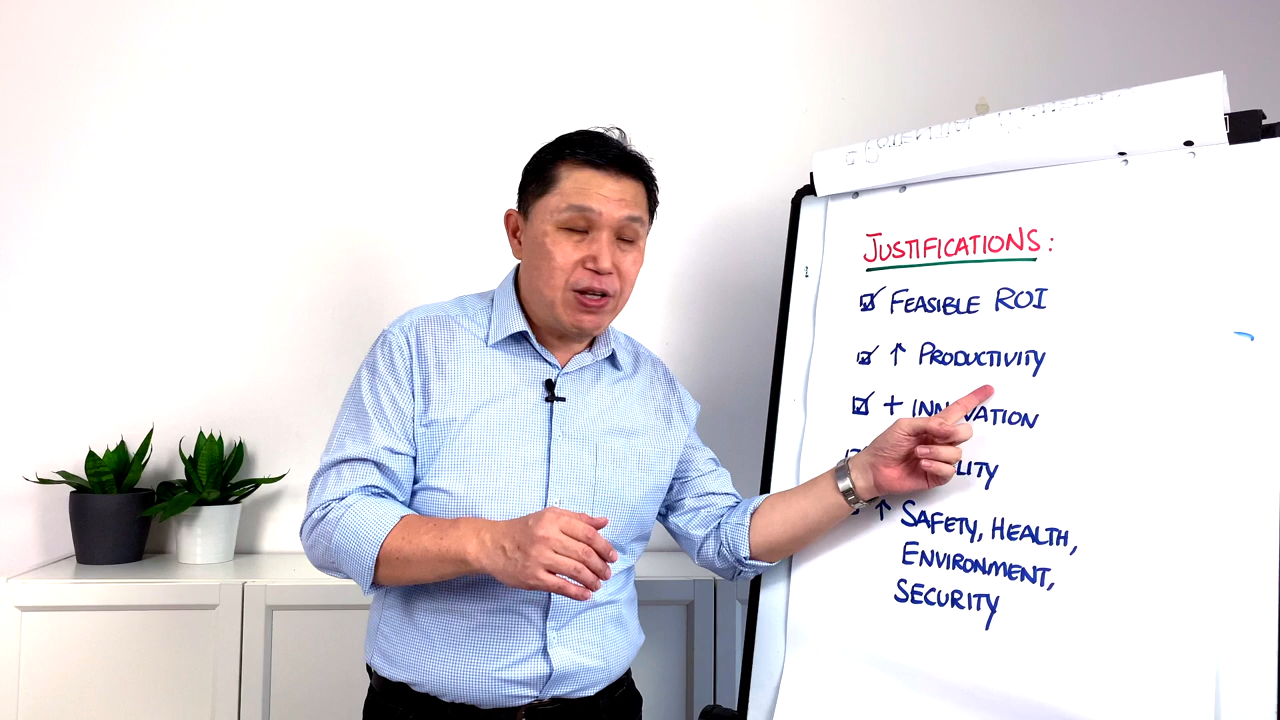 JUSTIFICATIONS:
☑ FEASIBLE ROI
☑ ↑ PRODUCTIVITY
☑ +
↑ SAFETY, HEALTH,
ENVIRONMENT,
SECURITY